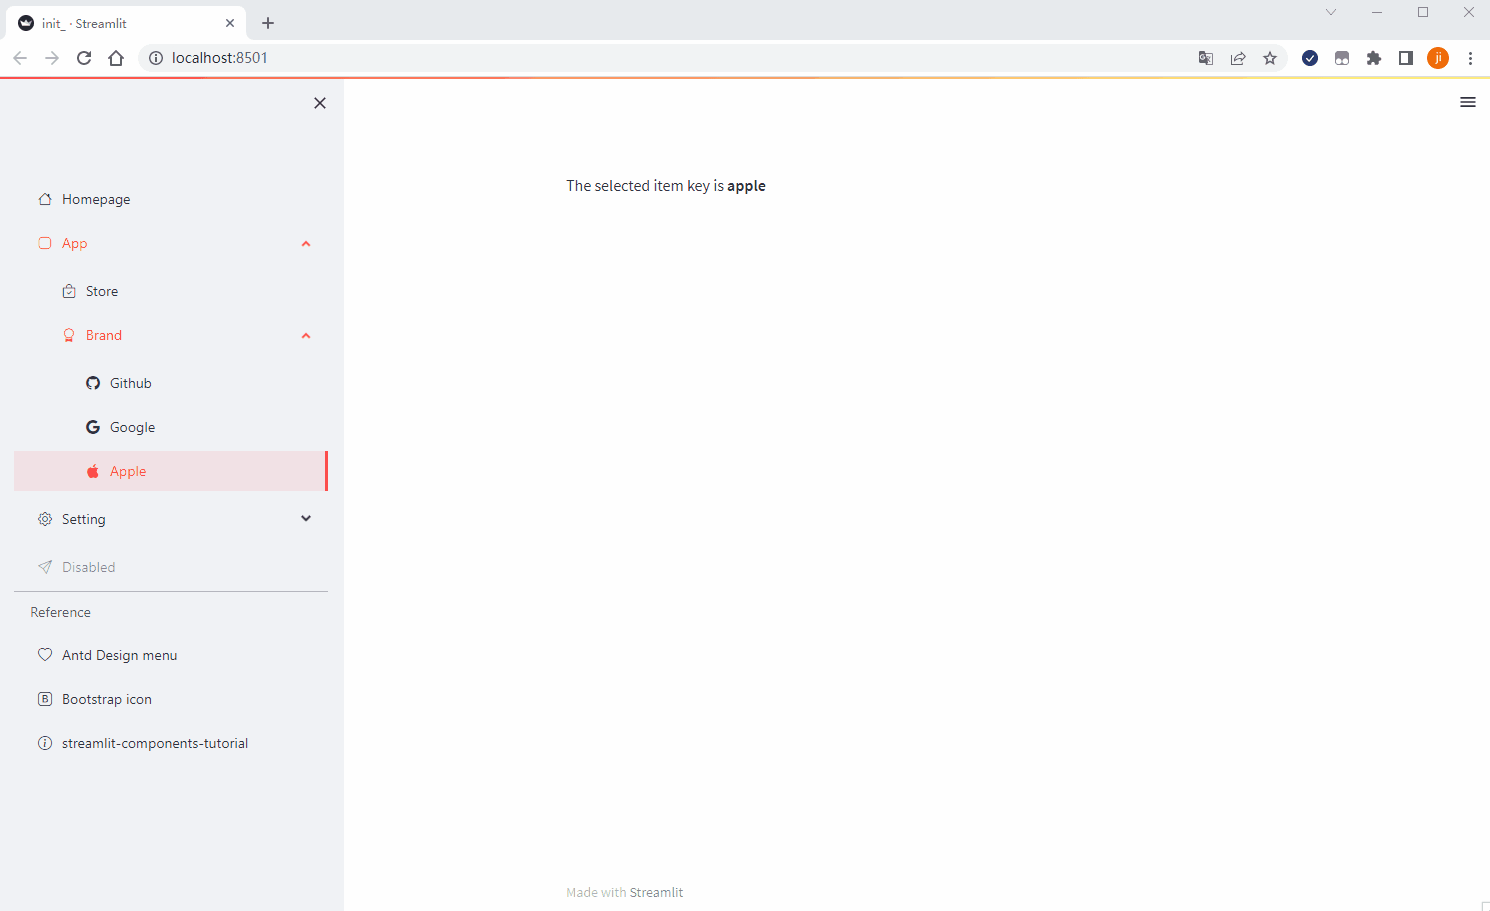 init_ · Streamlit
localhost:8501
ji
Homepage
App
Store
Brand
Github
Google
Apple
Setting
Disabled
Reference
Antd Design menu
Bootstrap icon
streamlit-components-tutorial
The selected item key is apple
Made with Streamlit